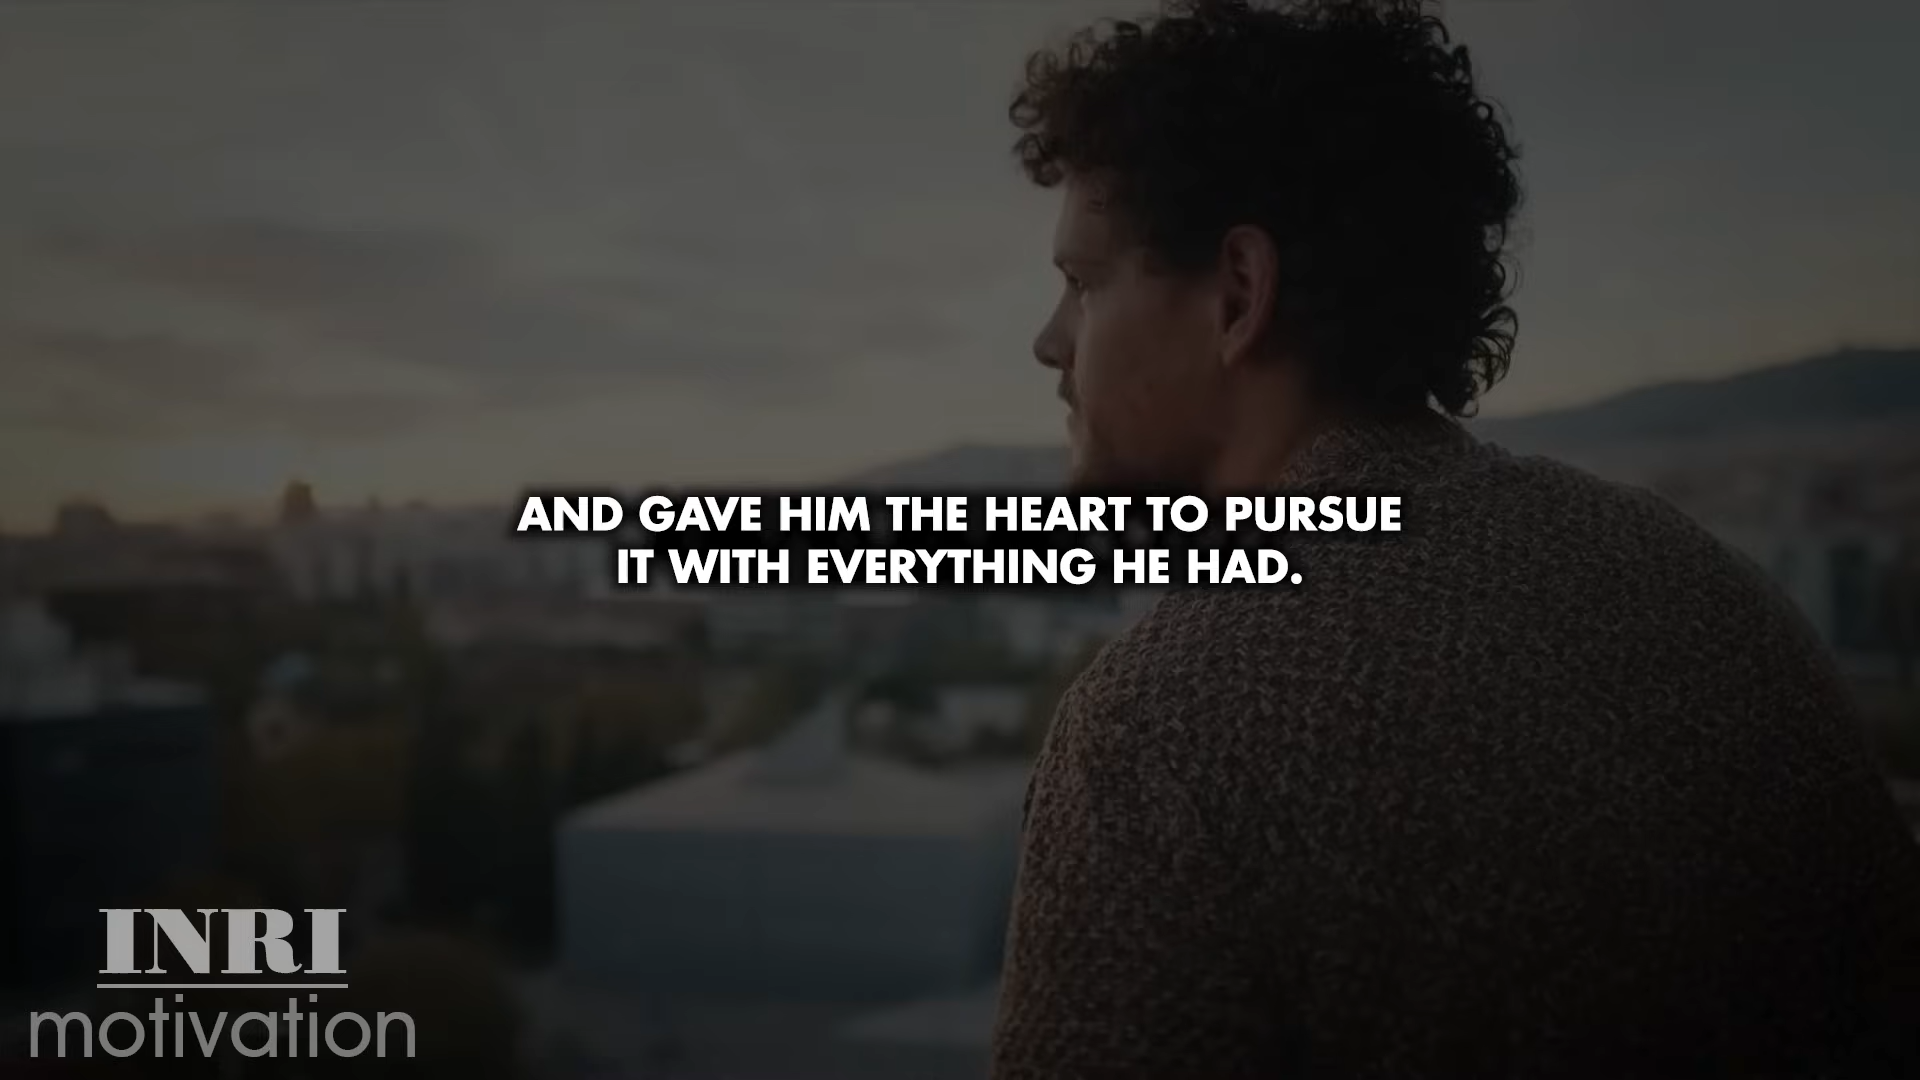 AND GAVE HIM THE HEART TO PURSUE
IT WITH EVERYTHING HE HAD.
INRI
motivation